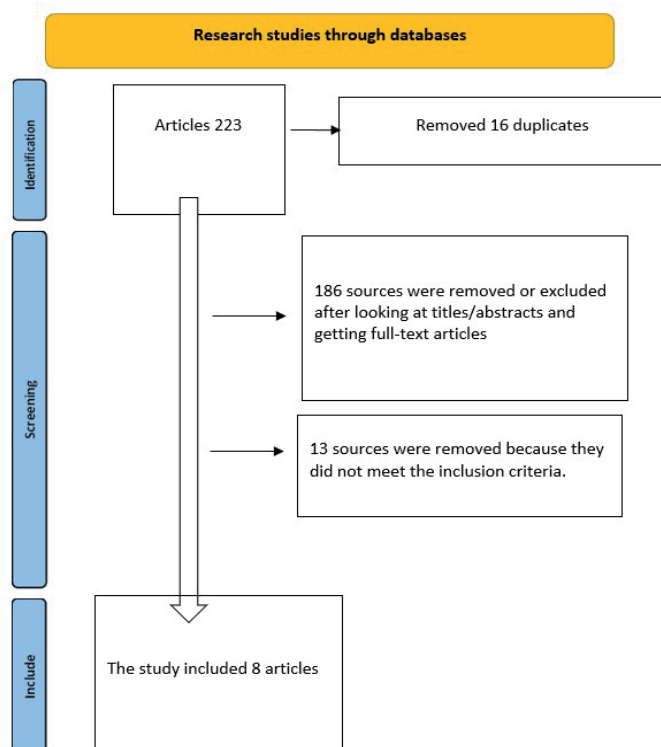 Research studies through databases
Identification
Articles 223
Removed 16 duplicates
Screening
186 sources were removed or excluded
after looking at titles/abstracts and
getting full-text articles
13 sources were removed because they
did not meet the inclusion criteria.
Include
The study included 8 articles